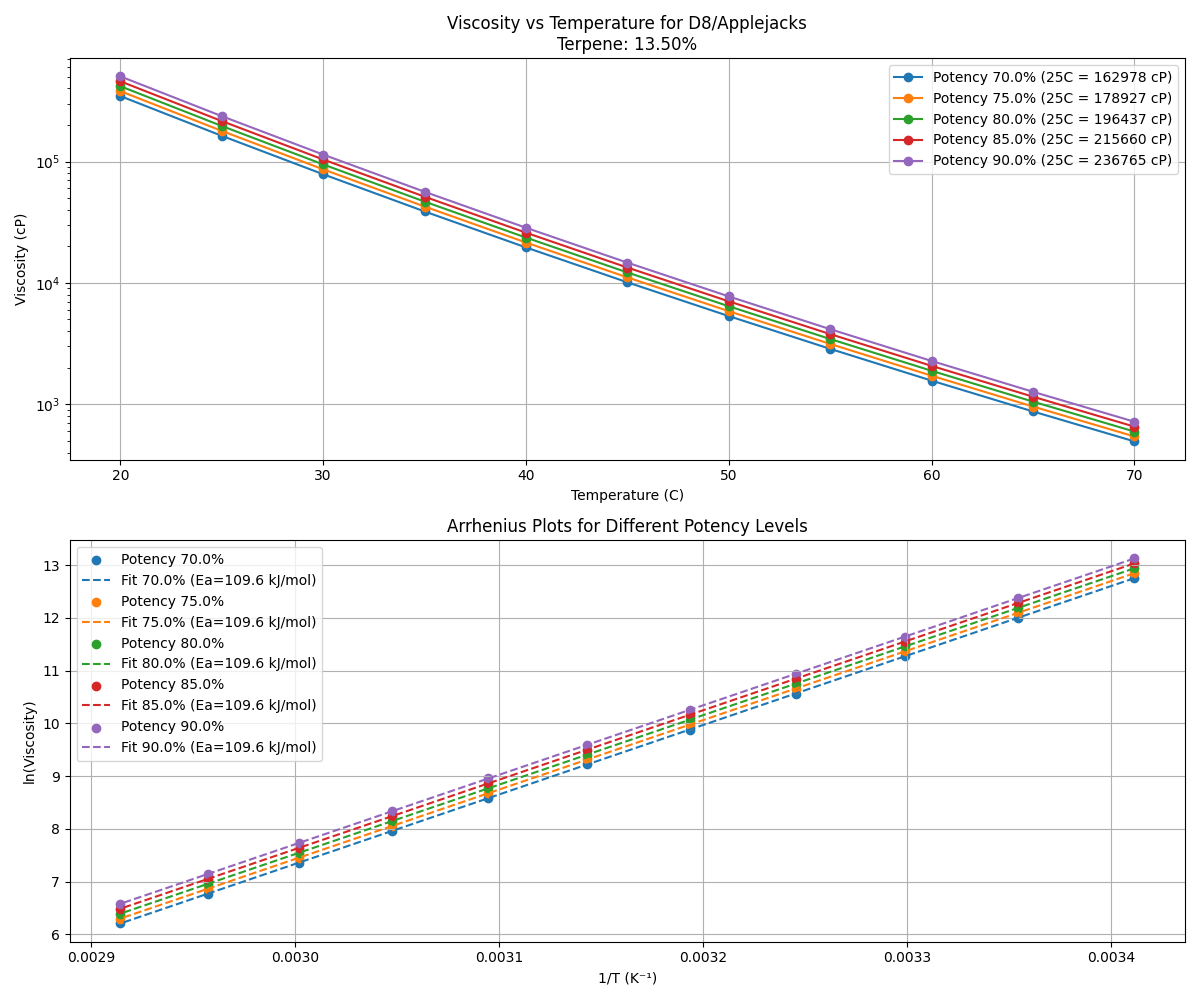 Viscosity vs Temperature for D8/Applejacks
Terpene: 13.50%
Viscosity (cP)
10⁵
10⁴
10³
Potency 70.0% (25C = 162978 cP)
Potency 75.0% (25C = 178927 cP)
Potency 80.0% (25C = 196437 cP)
Potency 85.0% (25C = 215660 cP)
Potency 90.0% (25C = 236765 cP)
20 30 40 50 60 70
Temperature (C)
Arrhenius Plots for Different Potency Levels
ln(Viscosity)
13
12
11
10
9
8
7
6
Potency 70.0%
Fit 70.0% (Ea=109.6 kJ/mol)
Potency 75.0%
Fit 75.0% (Ea=109.6 kJ/mol)
Potency 80.0%
Fit 80.0% (Ea=109.6 kJ/mol)
Potency 85.0%
Fit 85.0% (Ea=109.6 kJ/mol)
Potency 90.0%
Fit 90.0% (Ea=109.6 kJ/mol)
0.0029 0.0030 0.0031 0.0032 0.0033 0.0034
1/T (K⁻¹)